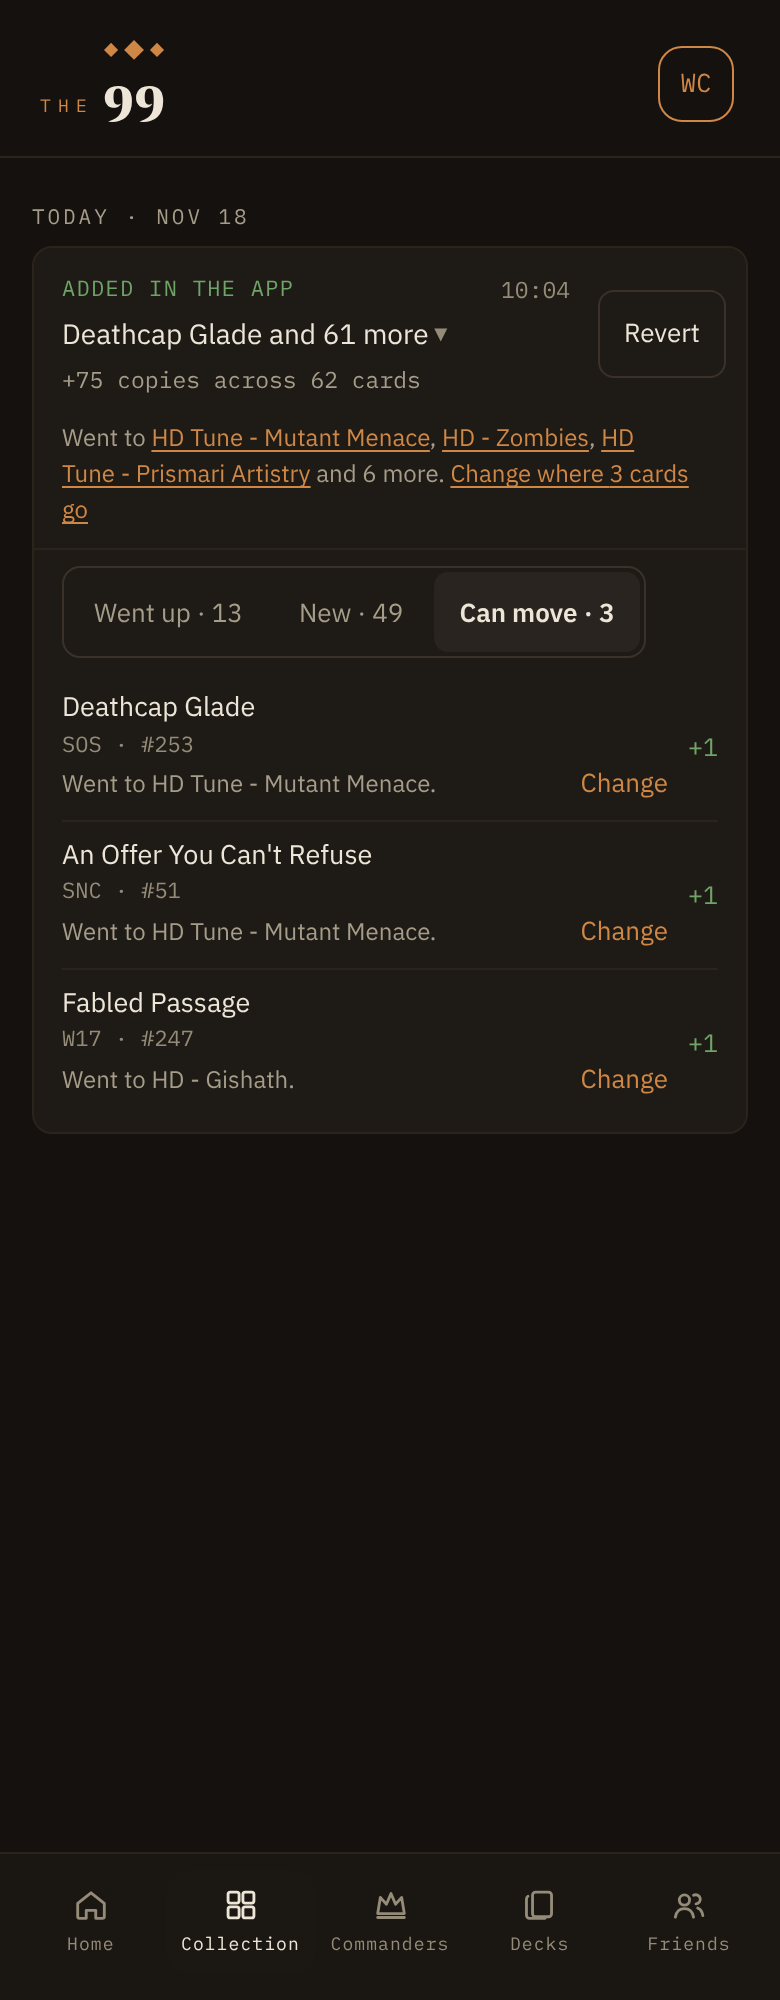 THE 99
WC
TODAY · NOV 18
ADDED IN THE APP
10:04
Deathcap Glade and 61 more ▾
Revert
+75 copies across 62 cards
Went to HD Tune - Mutant Menace, HD - Zombies, HD
Tune - Prismari Artistry and 6 more. Change where 3 cards
go
Went up · 13
New · 49
Can move · 3
Deathcap Glade
SOS · #253
+1
Went to HD Tune - Mutant Menace.
Change
An Offer You Can't Refuse
SNC · #51
+1
Went to HD Tune - Mutant Menace.
Change
Fabled Passage
W17 · #247
+1
Went to HD - Gishath.
Change
Home
Collection
Commanders
Decks
Friends